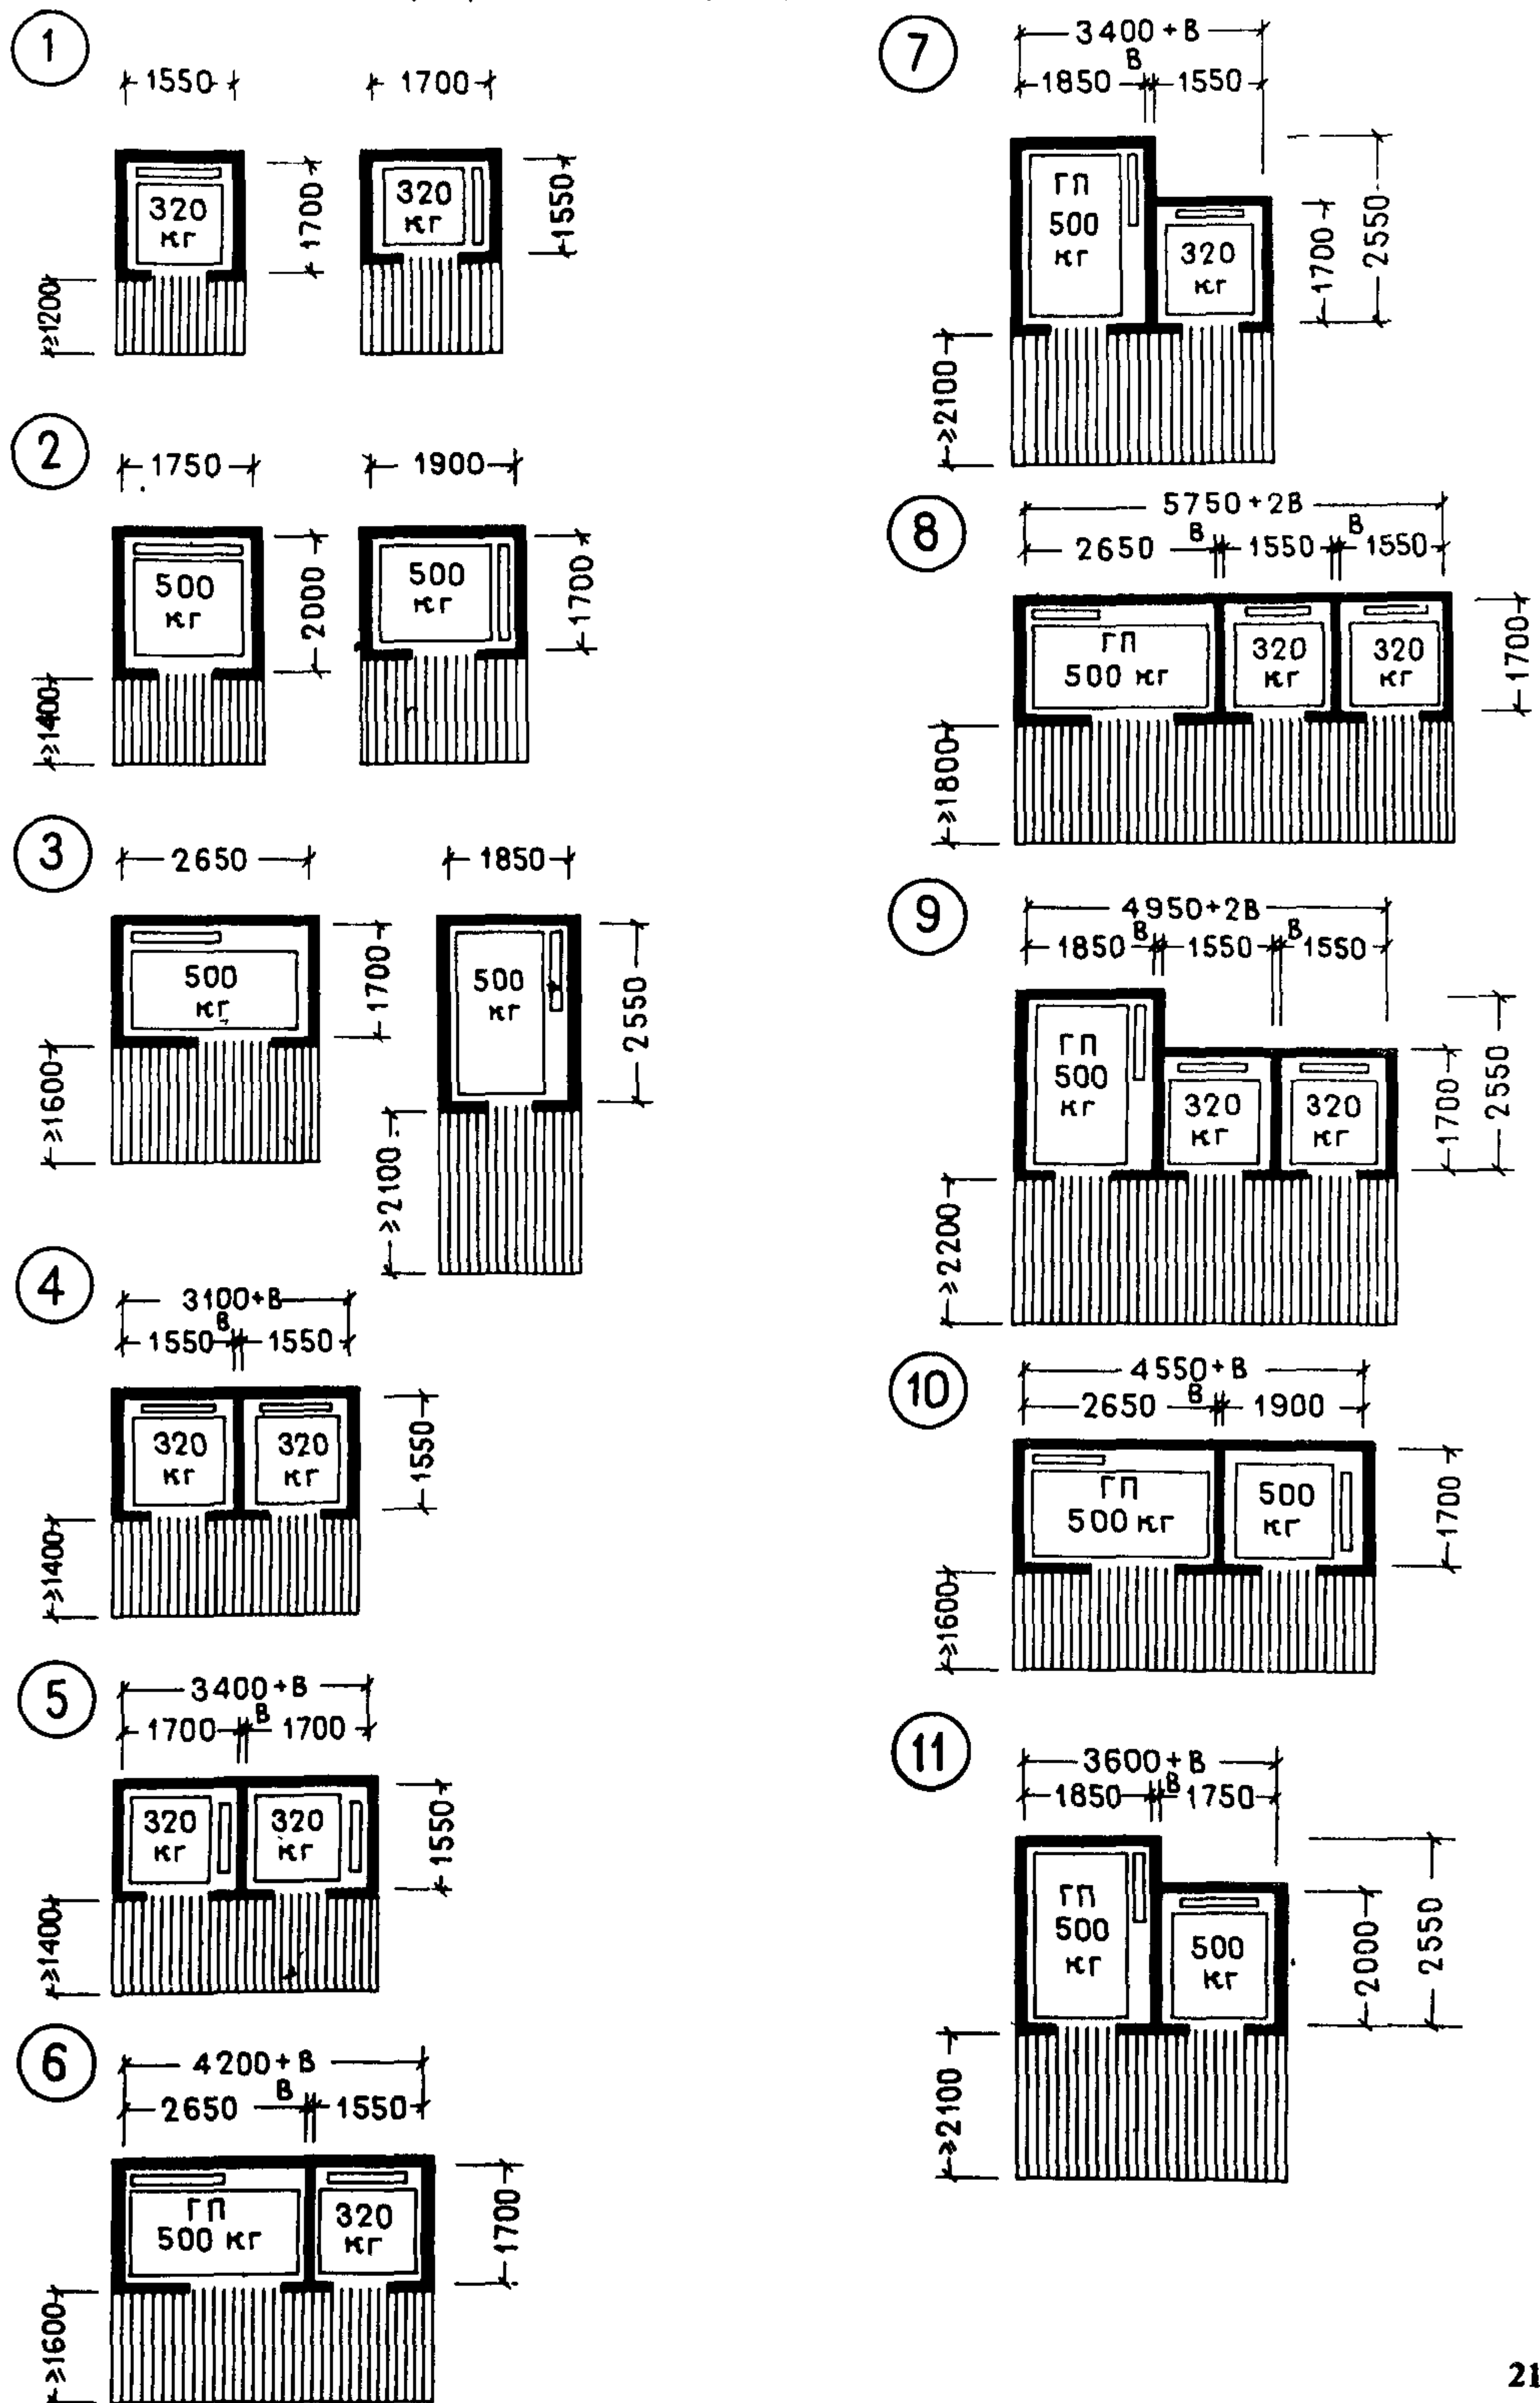 1
1550
1700
320
кг
1700
320
кг
1550
≥1200
2
1750
1900
500
кг
2000
500
кг
1700
≥1400
3
2650
1850
500
кг
1700
500
кг
2550
≥1600
≥2100
4
3100+В
В
1550 1550
320
кг
320
кг
1550
≥1400
5
3400+В
В
1700 1700
320
кг
320
кг
1550
≥1400
6
4200+В
В
2650 1550
ГП
500 кг
320
кг
1700
≥1600
7
3400+В
В
1850 1550
ГП
500
кг
320
кг
1700
2550
≥2100
8
5750+2В
В В
2650 1550 1550
ГП
500 кг
320
кг
320
кг
1700
≥1800
9
4950+2В
В В
1850 1550 1550
ГП
500
кг
320
кг
320
кг
1700
2550
≥2200
10
4550+В
В
2650 1900
ГП
500 кг
500
кг
1700
≥1600
11
3600+В
В
1850 1750
ГП
500
кг
500
кг
2000
2550
≥2100
21